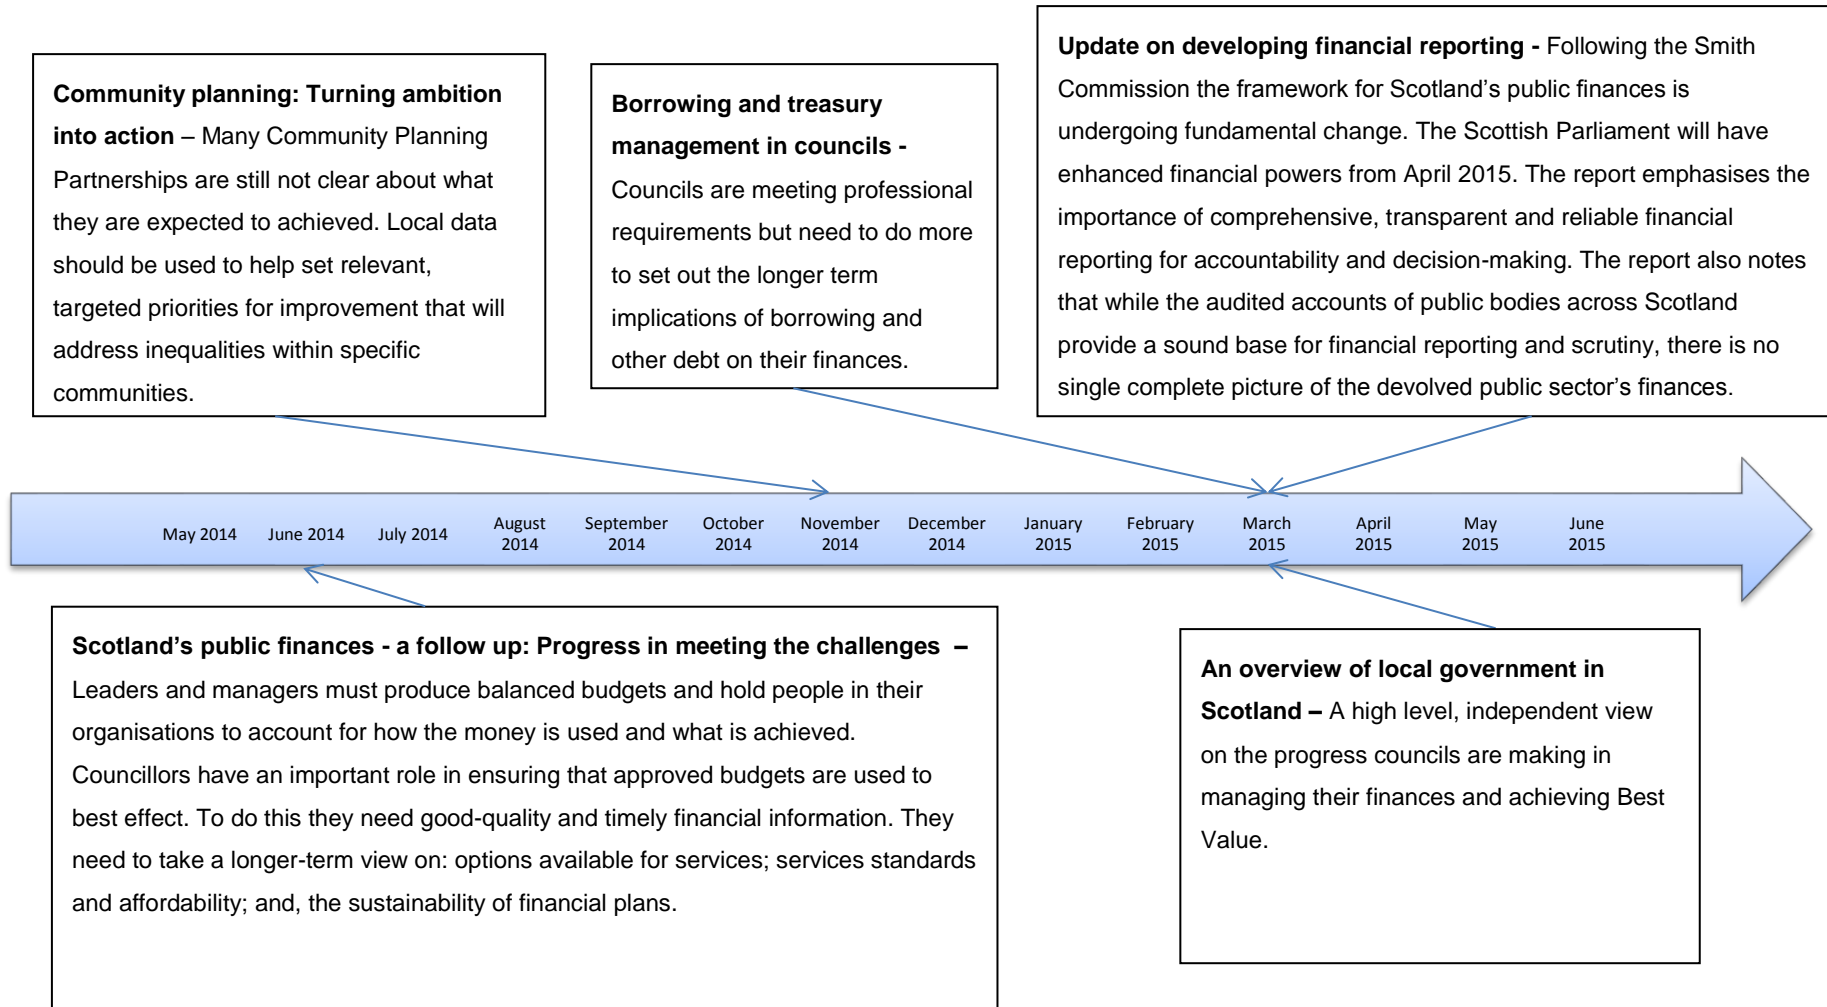 Community planning: Turning ambition
into action – Many Community Planning
Partnerships are still not clear about what
they are expected to achieved. Local data
should be used to help set relevant,
targeted priorities for improvement that will
address inequalities within specific
communities.
Borrowing and treasury
management in councils -
Councils are meeting professional
requirements but need to do more
to set out the longer term
implications of borrowing and
other debt on their finances.
Update on developing financial reporting - Following the Smith
Commission the framework for Scotland’s public finances is
undergoing fundamental change. The Scottish Parliament will have
enhanced financial powers from April 2015. The report emphasises the
importance of comprehensive, transparent and reliable financial
reporting for accountability and decision-making. The report also notes
that while the audited accounts of public bodies across Scotland
provide a sound base for financial reporting and scrutiny, there is no
single complete picture of the devolved public sector’s finances.
May 2014
June 2014
July 2014
August
2014
September
2014
October
2014
November
2014
December
2014
January
2015
February
2015
March
2015
April
2015
May
2015
June
2015
Scotland’s public finances - a follow up: Progress in meeting the challenges –
Leaders and managers must produce balanced budgets and hold people in their
organisations to account for how the money is used and what is achieved.
Councillors have an important role in ensuring that approved budgets are used to
best effect. To do this they need good-quality and timely financial information. They
need to take a longer-term view on: options available for services; services standards
and affordability; and, the sustainability of financial plans.
An overview of local government in
Scotland – A high level, independent view
on the progress councils are making in
managing their finances and achieving Best
Value.